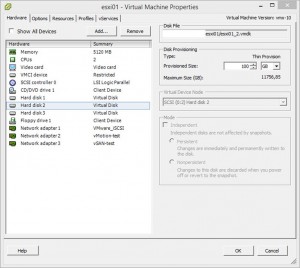 esxi01 - Virtual Machine Properties
Hardware Options Resources Profiles vServices
Virtual Machine Version: vmx-10
Show All Devices
Add...
Remove
Hardware Summary
Memory 5120 MB
CPUs 2
Video card Video card
VMCI device Restricted
SCSI controller 0 LSI Logic Parallel
CD/DVD drive 1 Client Device
Hard disk 1 Virtual Disk
Hard disk 2 Virtual Disk
Hard disk 3 Virtual Disk
Floppy drive 1 Client Device
Network adapter 1 VMware_iSCSI
Network adapter 2 vMotion-test
Network adapter 3 vSAN-test
Disk File
esxi01/esxi01_2.vmdk
Disk Provisioning
Type: Thin Provision
Provisioned Size: 100 GB
Maximum Size (GB): 11756,83
Virtual Device Node
SCSI (0:2) Hard disk 2
Mode
Independent
Independent disks are not affected by snapshots.
Persistent
Changes are immediately and permanently written to the disk.
Nonpersistent
Changes to the disk are discarded when you power off or revert to the snapshot.
Help
OK
Cancel